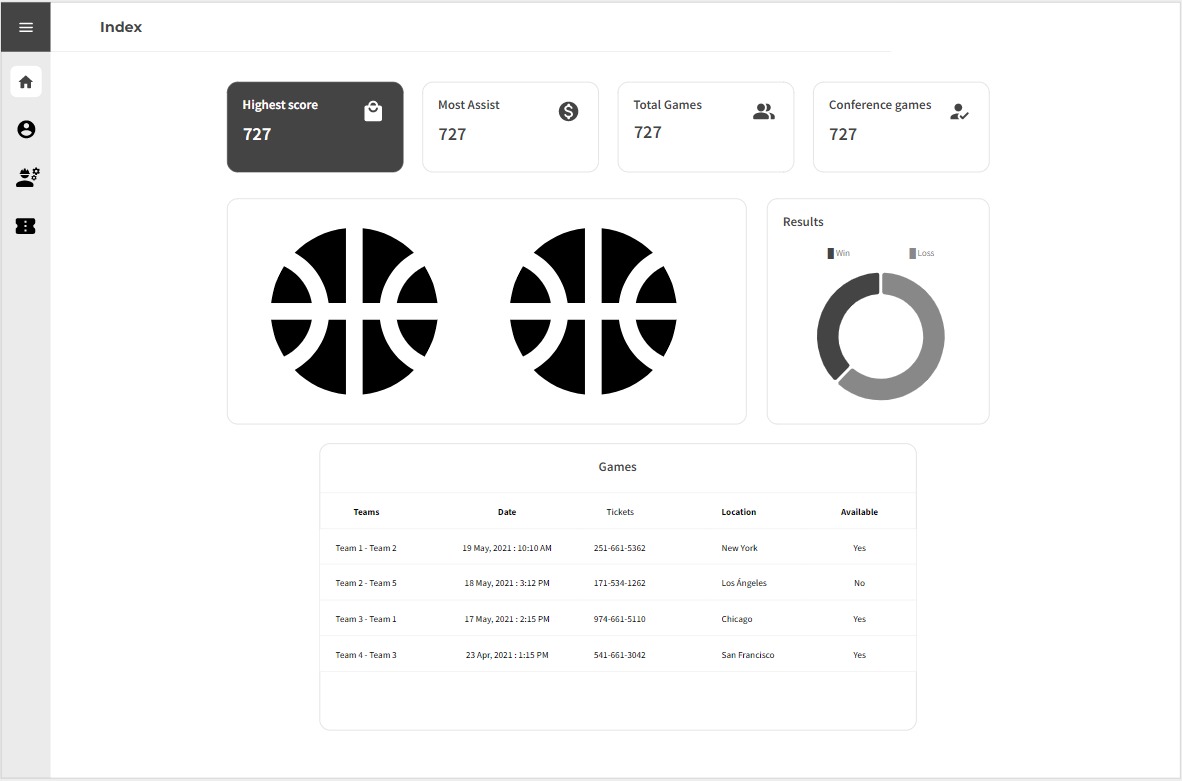 Index
Highest score
727
Most Assist
727
Total Games
727
Conference games
727
Results
Win Loss
Games
Teams Date Tickets Location Available
Team 1 - Team 2 19 May, 2021 : 10:10 AM 251-661-5362 New York Yes
Team 2 - Team 5 18 May, 2021 : 3:12 PM 171-534-1262 Los Ángeles No
Team 3 - Team 1 17 May, 2021 : 2:15 PM 974-661-5110 Chicago Yes
Team 4 - Team 3 23 Apr, 2021 : 1:15 PM 541-661-3042 San Francisco Yes